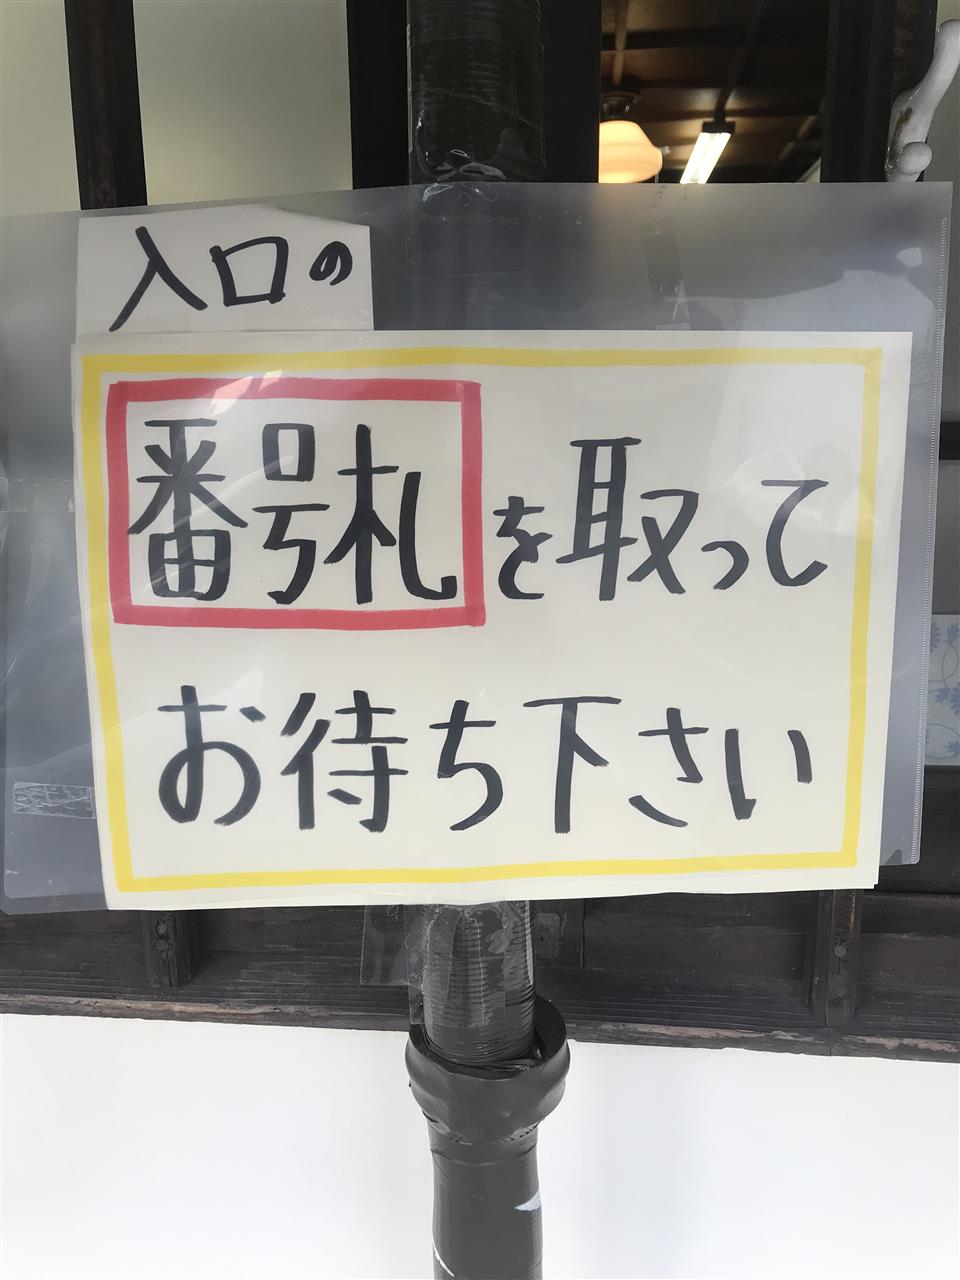 入口の
番号札を取って
お待ち下さい